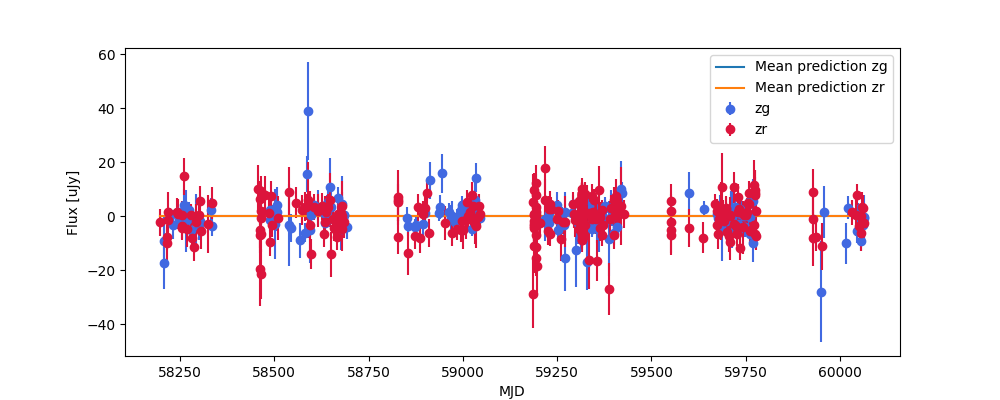 60
40
20
0
−20
−40
Flux [uJy]
58250
58500
58750
59000
59250
59500
59750
60000
MJD
Mean prediction zg
Mean prediction zr
zg
zr